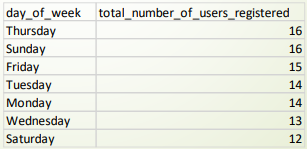 day_of_week total_number_of_users_registered
Thursday 16
Sunday 16
Friday 15
Tuesday 14
Monday 14
Wednesday 13
Saturday 12